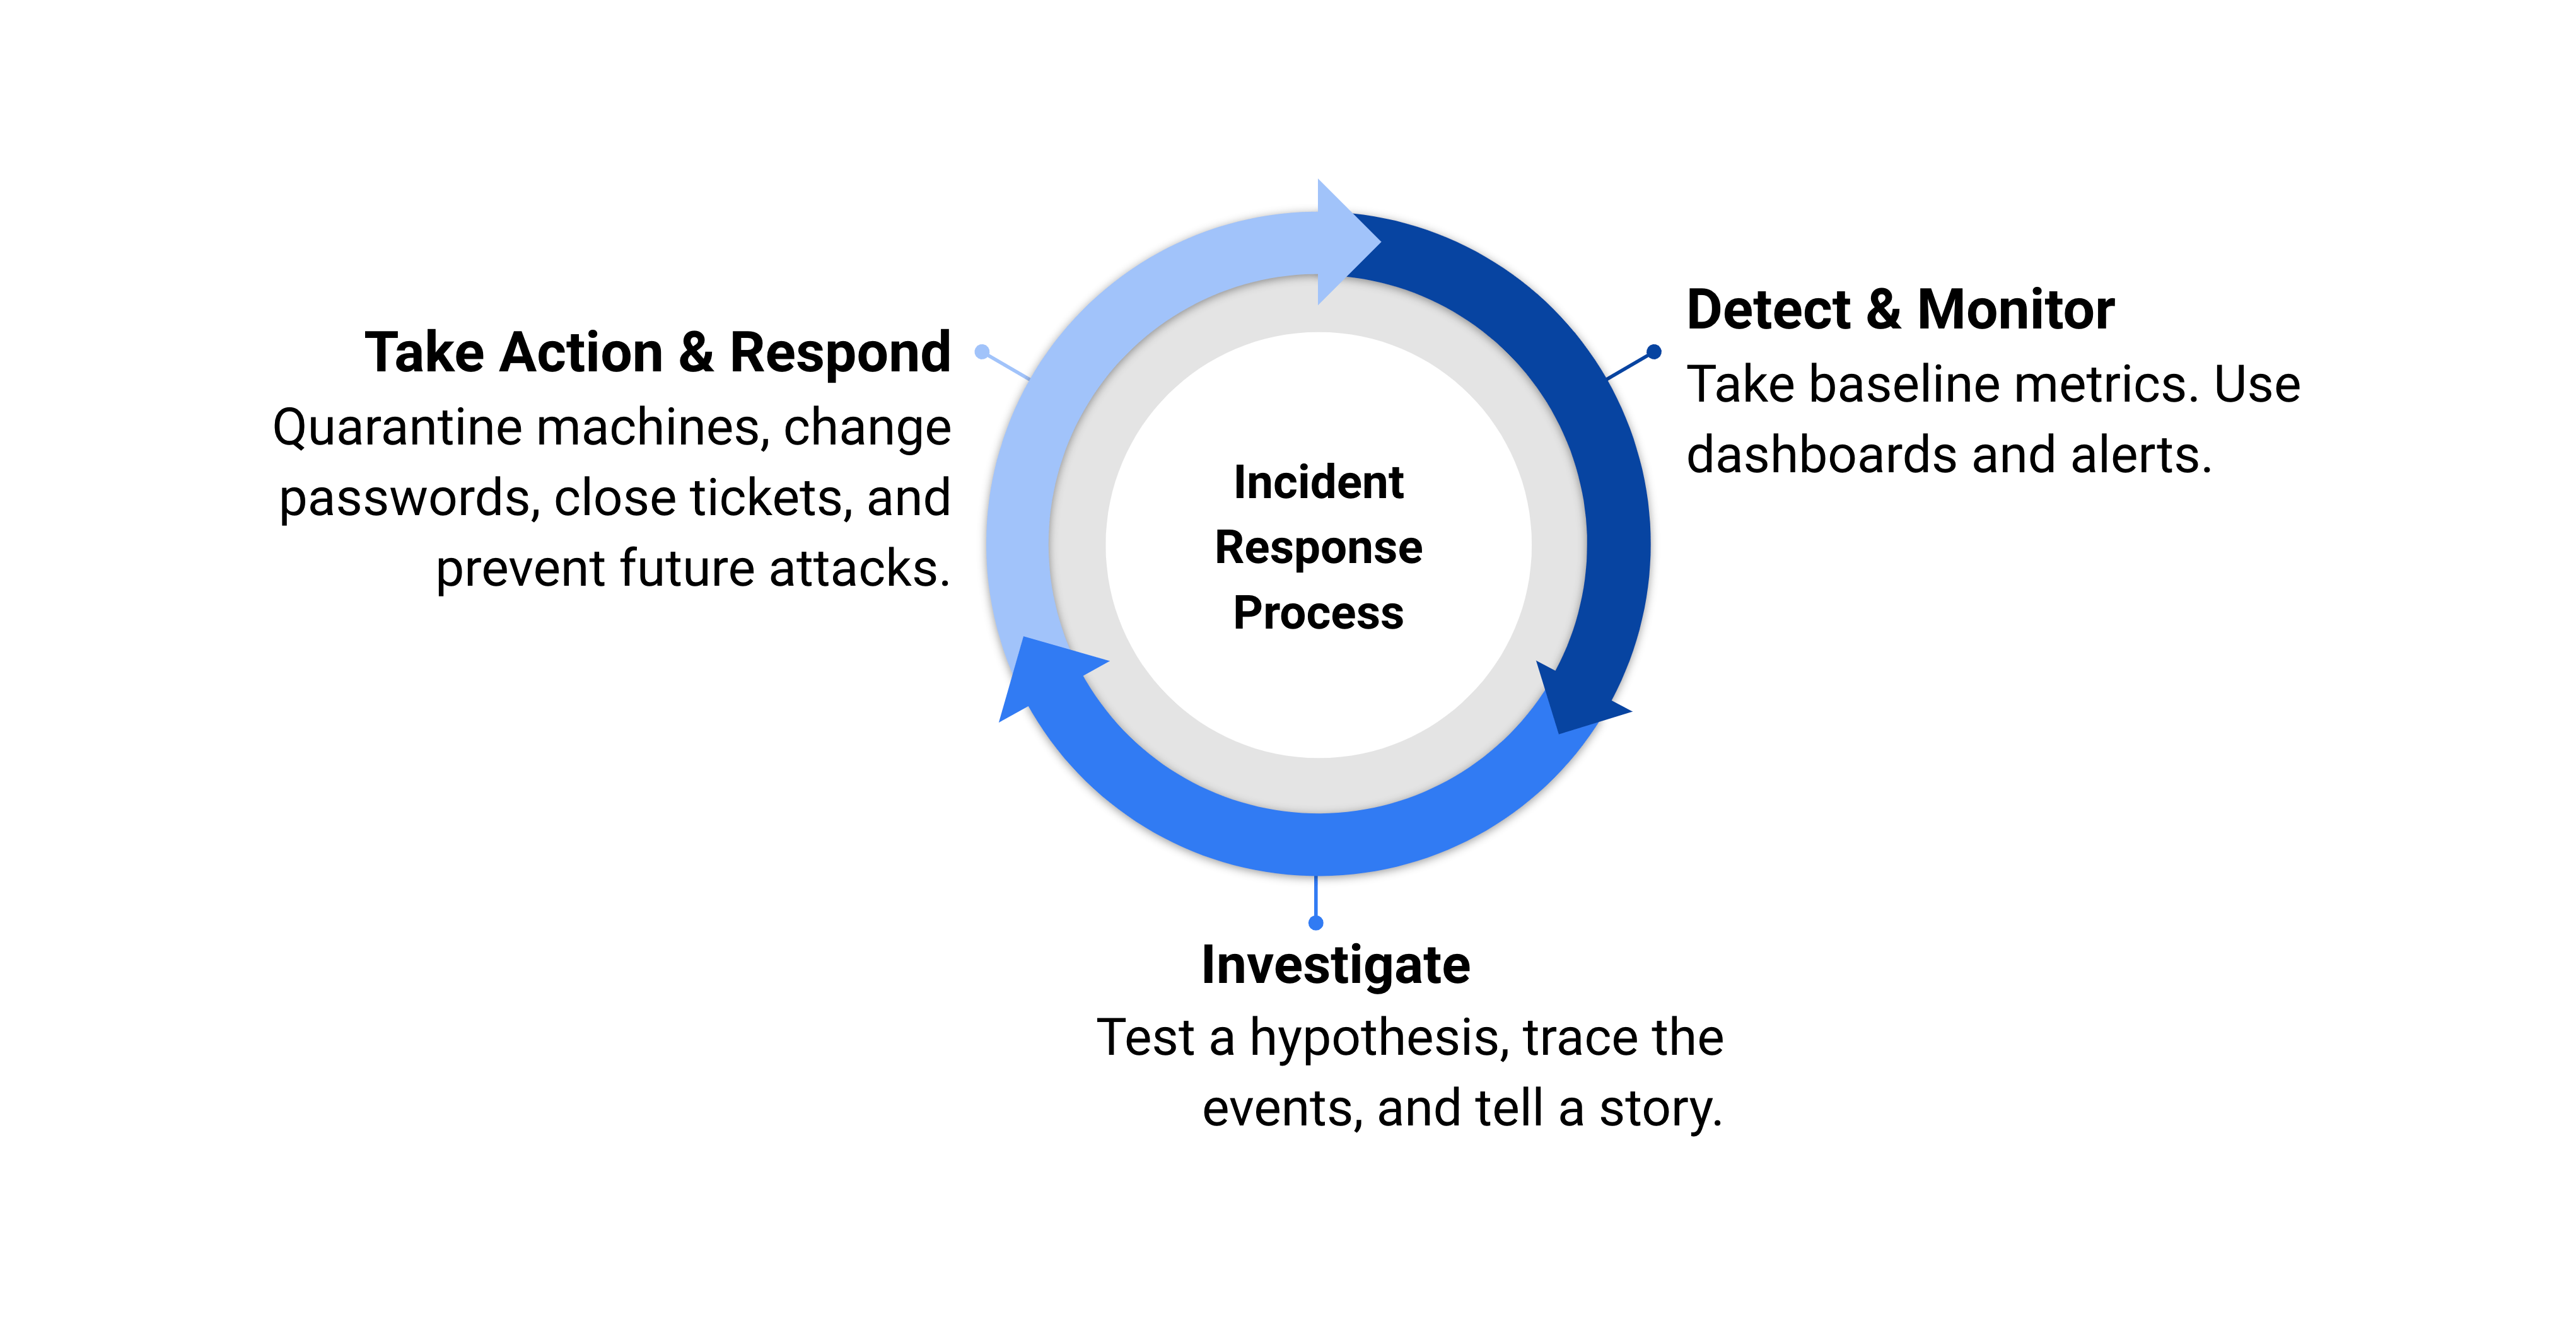 Take Action & Respond
Quarantine machines, change
passwords, close tickets, and
prevent future attacks.
Incident
Response
Process
Detect & Monitor
Take baseline metrics. Use
dashboards and alerts.
Investigate
Test a hypothesis, trace the
events, and tell a story.